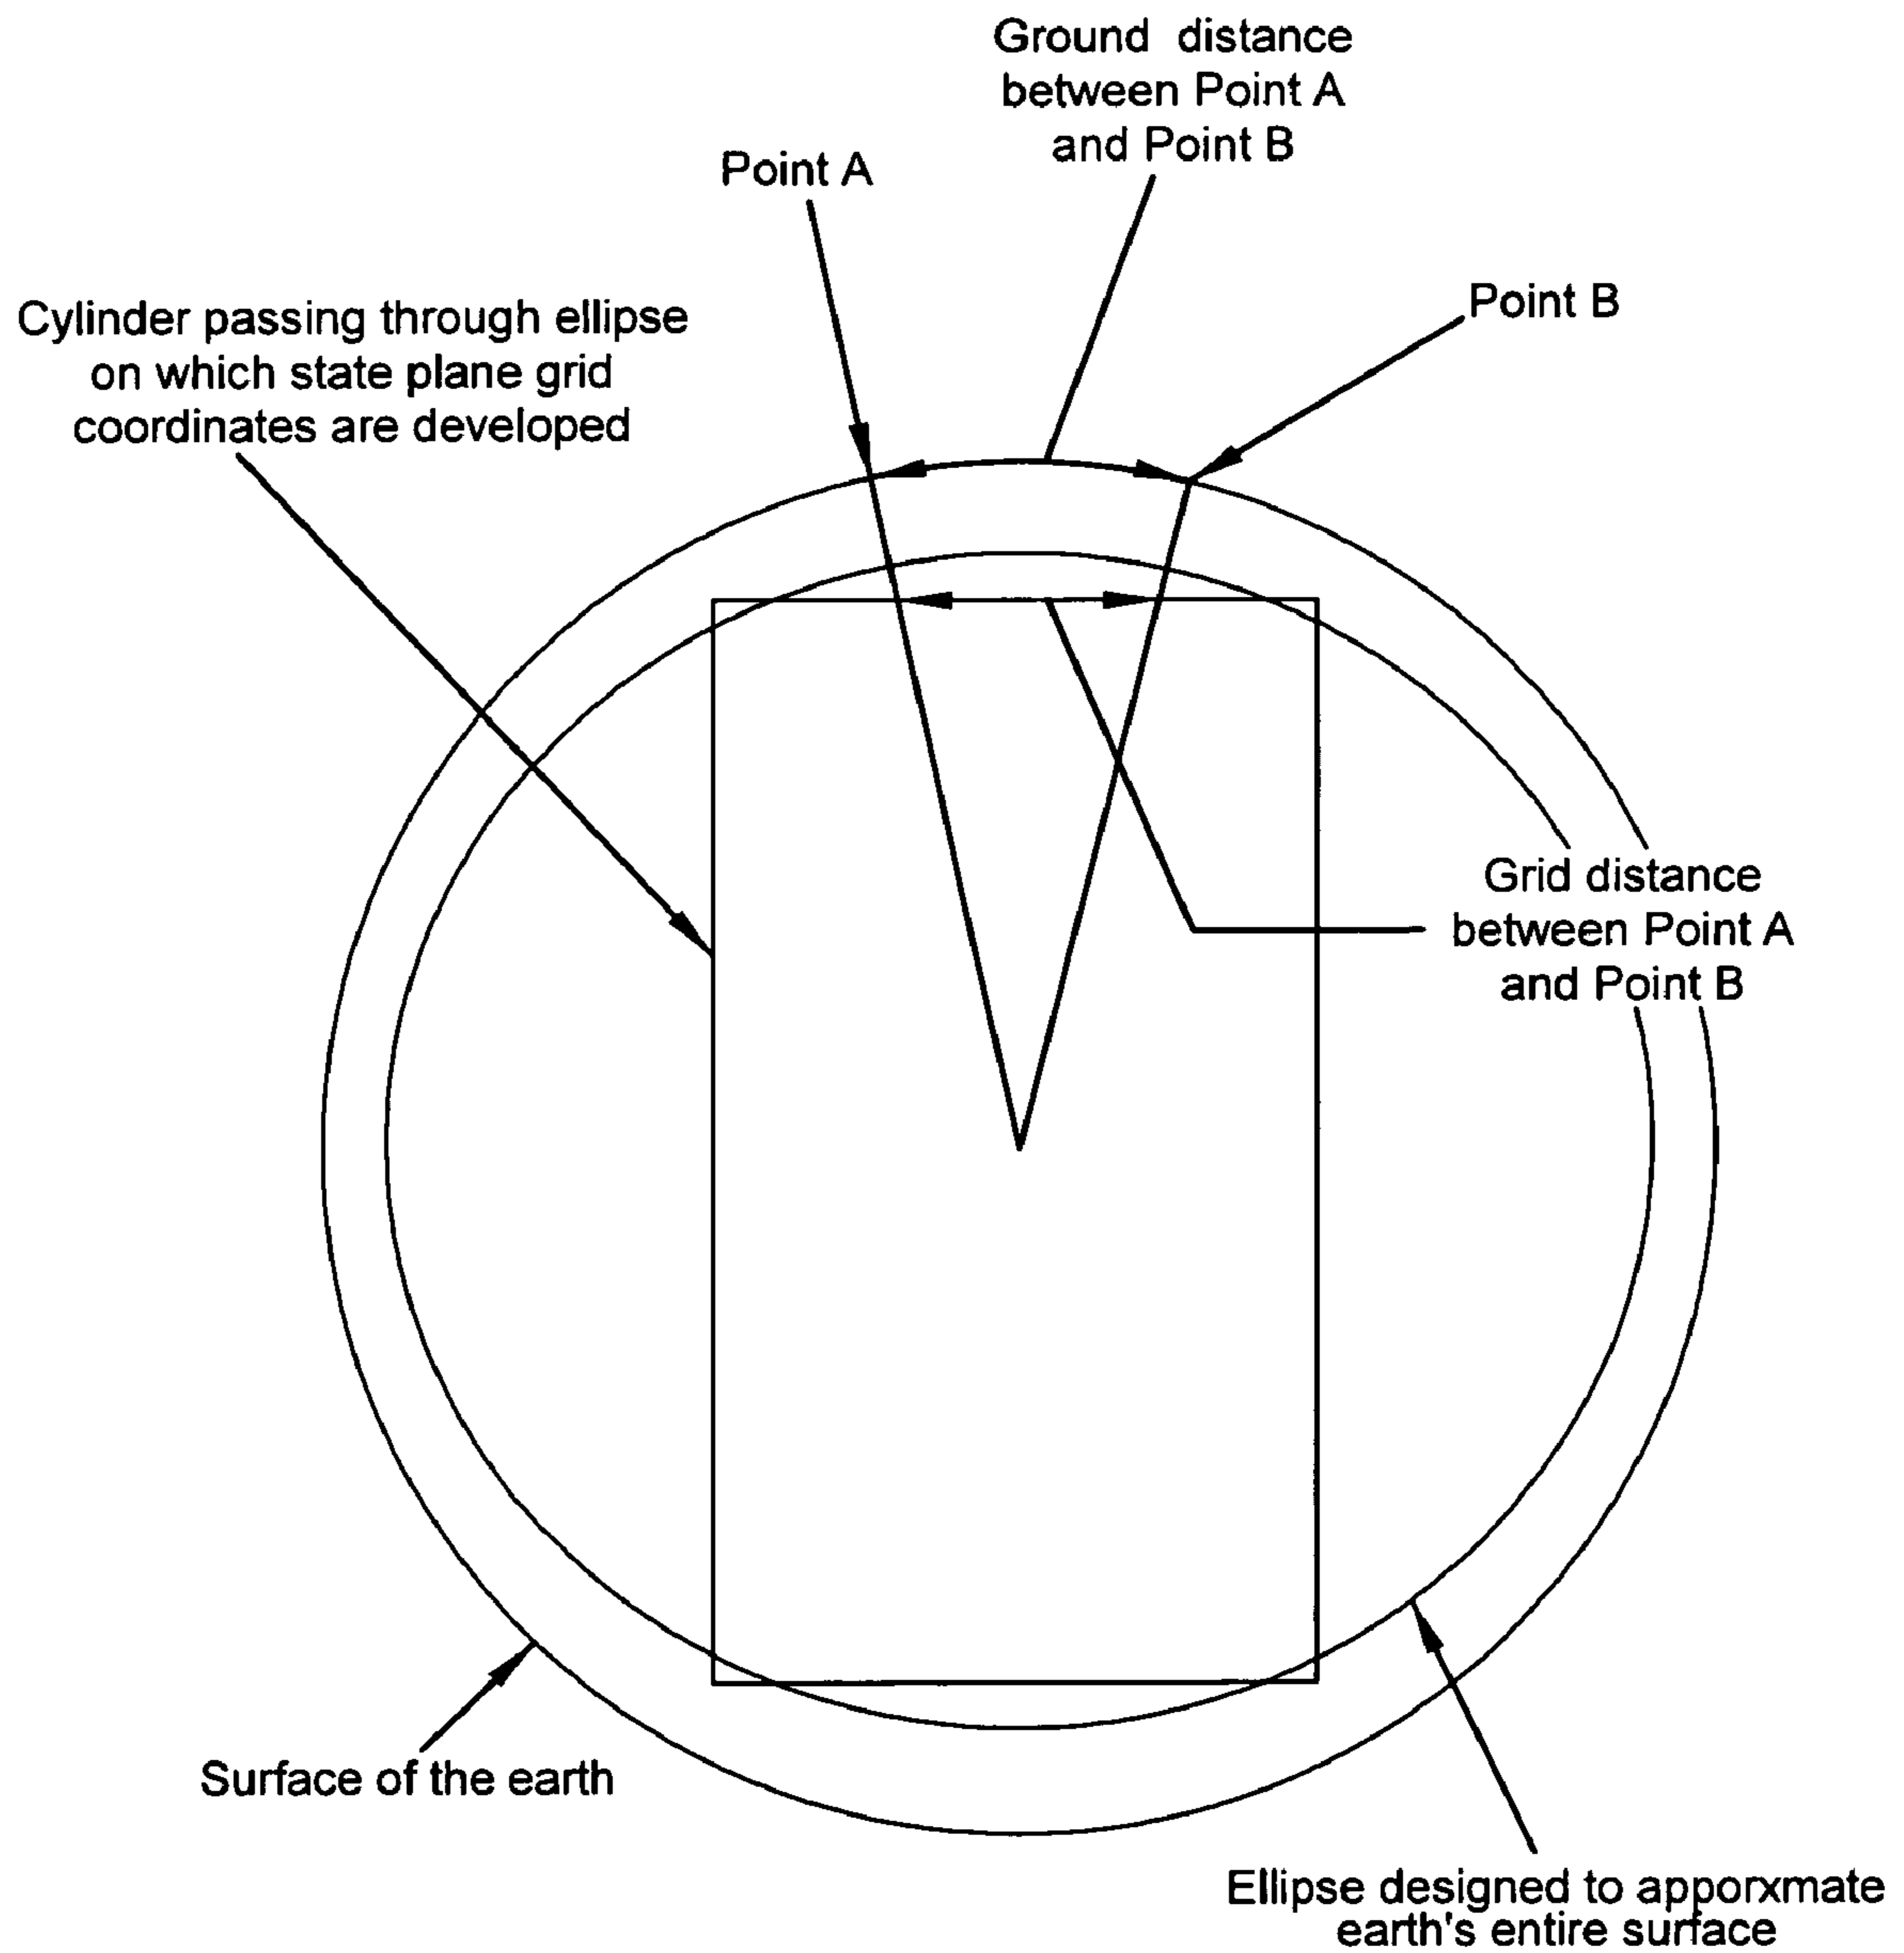 Ground distance
between Point A
and Point B
Point A
Point B
Cylinder passing through ellipse
on which state plane grid
coordinates are developed
Grid distance
between Point A
and Point B
Surface of the earth
Ellipse designed to apporxmate
earth's entire surface